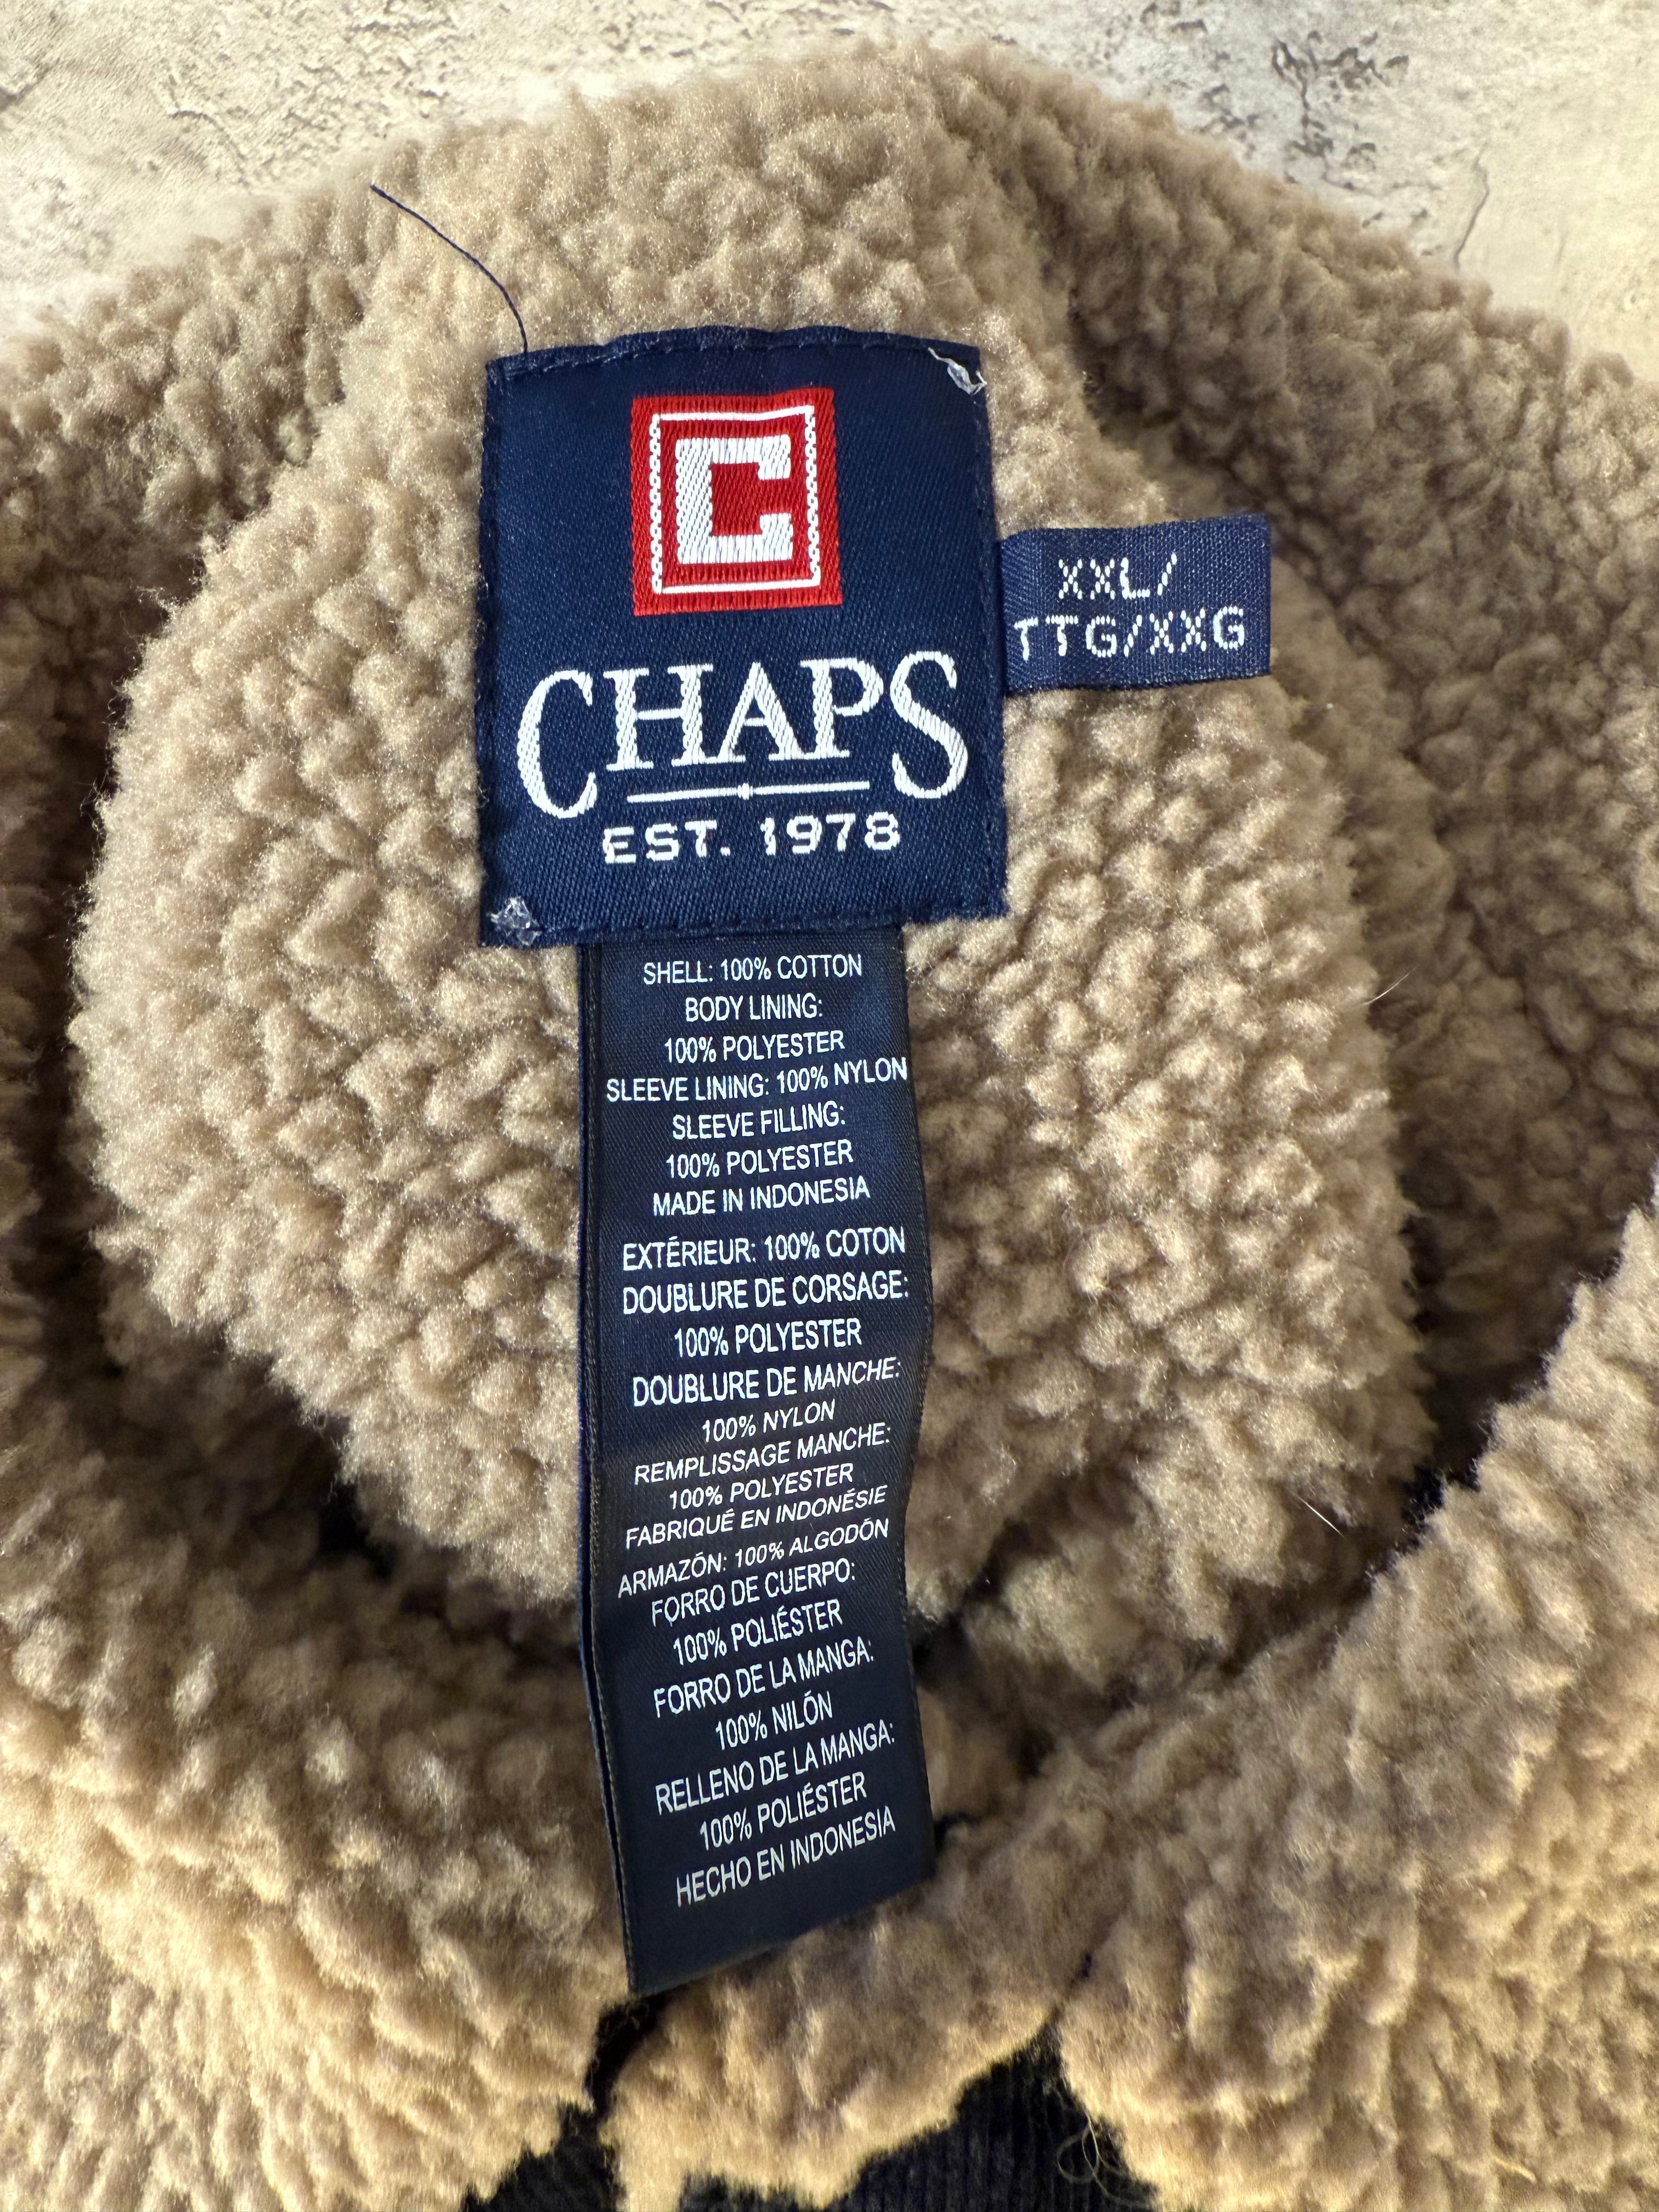 C
CHAPS
EST. 1978
XXL/
TTG/XXG
SHELL: 100% COTTON
BODY LINING:
100% POLYESTER
SLEEVE LINING: 100% NYLON
SLEEVE FILLING:
100% POLYESTER
MADE IN INDONESIA
EXTÉRIEUR: 100% COTON
DOUBLURE DE CORSAGE:
100% POLYESTER
DOUBLURE DE MANCHE:
100% NYLON
REMPLISSAGE MANCHE:
100% POLYESTER
FABRIQUÉ EN INDONÉSIE
ARMAZÓN: 100% ALGODÓN
FORRO DE CUERPO:
100% POLIÉSTER
FORRO DE LA MANGA:
100% NILÓN
RELLENO DE LA MANGA:
100% POLIÉSTER
HECHO EN INDONESIA